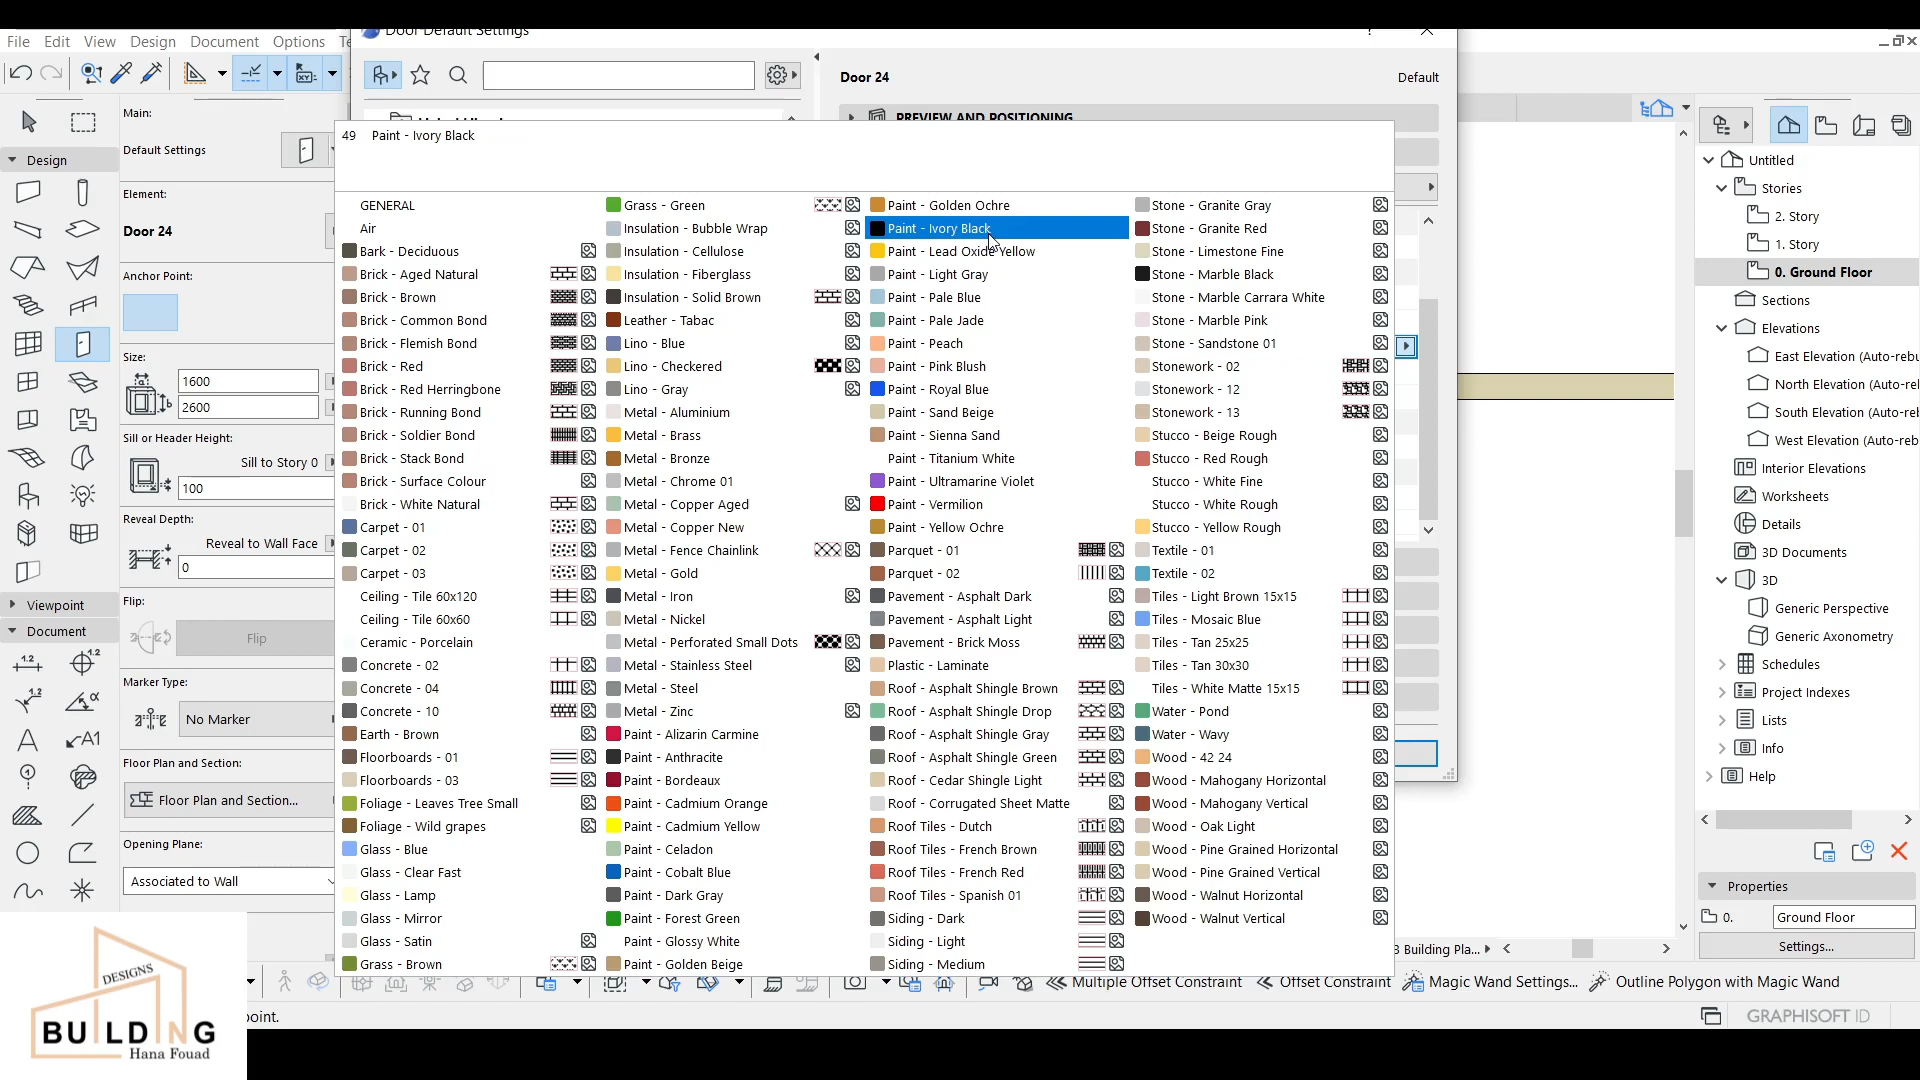 Door Default Settings
?
File Edit View Design Document Options Te
Door 24
Default
PREVIEW AND POSITIONING
Main:
Default Settings
Element:
Door 24
Anchor Point:
Size:
1600
2600
Sill or Header Height:
Sill to Story 0
100
Reveal Depth:
Reveal to Wall Face
0
Flip:
Flip
Marker Type:
No Marker
Floor Plan and Section:
Floor Plan and Section...
Opening Plane:
Associated to Wall
Design
Viewpoint
Document
49 Paint - Ivory Black
GENERAL
Air
Bark - Deciduous
Brick - Aged Natural
Brick - Brown
Brick - Common Bond
Brick - Flemish Bond
Brick - Red
Brick - Red Herringbone
Brick - Running Bond
Brick - Soldier Bond
Brick - Stack Bond
Brick - Surface Colour
Brick - White Natural
Carpet - 01
Carpet - 02
Carpet - 03
Ceiling - Tile 60x120
Ceiling - Tile 60x60
Ceramic - Porcelain
Concrete - 02
Concrete - 04
Concrete - 10
Earth - Brown
Floorboards - 01
Floorboards - 03
Foliage - Leaves Tree Small
Foliage - Wild grapes
Glass - Blue
Glass - Clear Fast
Glass - Lamp
Glass - Mirror
Glass - Satin
Grass - Brown
Grass - Green
Insulation - Bubble Wrap
Insulation - Cellulose
Insulation - Fiberglass
Insulation - Solid Brown
Leather - Tabac
Lino - Blue
Lino - Checkered
Lino - Gray
Metal - Aluminium
Metal - Brass
Metal - Bronze
Metal - Chrome 01
Metal - Copper Aged
Metal - Copper New
Metal - Fence Chainlink
Metal - Gold
Metal - Iron
Metal - Nickel
Metal - Perforated Small Dots
Metal - Stainless Steel
Metal - Steel
Metal - Zinc
Paint - Alizarin Carmine
Paint - Anthracite
Paint - Bordeaux
Paint - Cadmium Orange
Paint - Cadmium Yellow
Paint - Celadon
Paint - Cobalt Blue
Paint - Dark Gray
Paint - Forest Green
Paint - Glossy White
Paint - Golden Beige
Paint - Golden Ochre
Paint - Ivory Black
Paint - Lead Oxide Yellow
Paint - Light Gray
Paint - Pale Blue
Paint - Pale Jade
Paint - Peach
Paint - Pink Blush
Paint - Royal Blue
Paint - Sand Beige
Paint - Sienna Sand
Paint - Titanium White
Paint - Ultramarine Violet
Paint - Vermilion
Paint - Yellow Ochre
Parquet - 01
Parquet - 02
Pavement - Asphalt Dark
Pavement - Asphalt Light
Pavement - Brick Moss
Plastic - Laminate
Roof - Asphalt Shingle Brown
Roof - Asphalt Shingle Drop
Roof - Asphalt Shingle Gray
Roof - Asphalt Shingle Green
Roof - Cedar Shingle Light
Roof - Corrugated Sheet Matte
Roof Tiles - Dutch
Roof Tiles - French Brown
Roof Tiles - French Red
Roof Tiles - Spanish 01
Siding - Dark
Siding - Light
Siding - Medium
Stone - Granite Gray
Stone - Granite Red
Stone - Limestone Fine
Stone - Marble Black
Stone - Marble Carrara White
Stone - Marble Pink
Stone - Sandstone 01
Stonework - 02
Stonework - 12
Stonework - 13
Stucco - Beige Rough
Stucco - Red Rough
Stucco - White Fine
Stucco - White Rough
Stucco - Yellow Rough
Textile - 01
Textile - 02
Tiles - Light Brown 15x15
Tiles - Mosaic Blue
Tiles - Tan 25x25
Tiles - Tan 30x30
Tiles - White Matte 15x15
Water - Pond
Water - Wavy
Wood - 42 24
Wood - Mahogany Horizontal
Wood - Mahogany Vertical
Wood - Oak Light
Wood - Pine Grained Horizontal
Wood - Pine Grained Vertical
Wood - Walnut Horizontal
Wood - Walnut Vertical
Untitled
Stories
2. Story
1. Story
0. Ground Floor
Sections
Elevations
East Elevation (Auto-rebu
North Elevation (Auto-rel
South Elevation (Auto-re
West Elevation (Auto-reb
Interior Elevations
Worksheets
Details
3D Documents
3D
Generic Perspective
Generic Axonometry
Schedules
Project Indexes
Lists
Info
Help
Properties
0. Ground Floor
Settings...
3 Building Pla...
Multiple Offset Constraint Offset Constraint Magic Wand Settings... Outline Polygon with Magic Wand
point.
GRAPHISOFT ID
DESIGNS
BUILDING
Hana Fouad